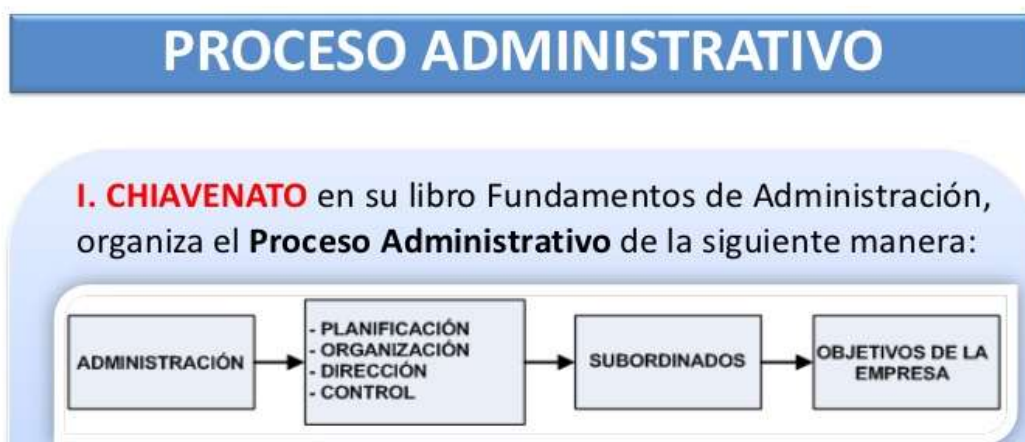 PROCESO ADMINISTRATIVO
I. CHIAVENATO en su libro Fundamentos de Administración,
organiza el Proceso Administrativo de la siguiente manera:
ADMINISTRACIÓN
- PLANIFICACIÓN
- ORGANIZACIÓN
- DIRECCIÓN
- CONTROL
SUBORDINADOS
OBJETIVOS DE LA
EMPRESA